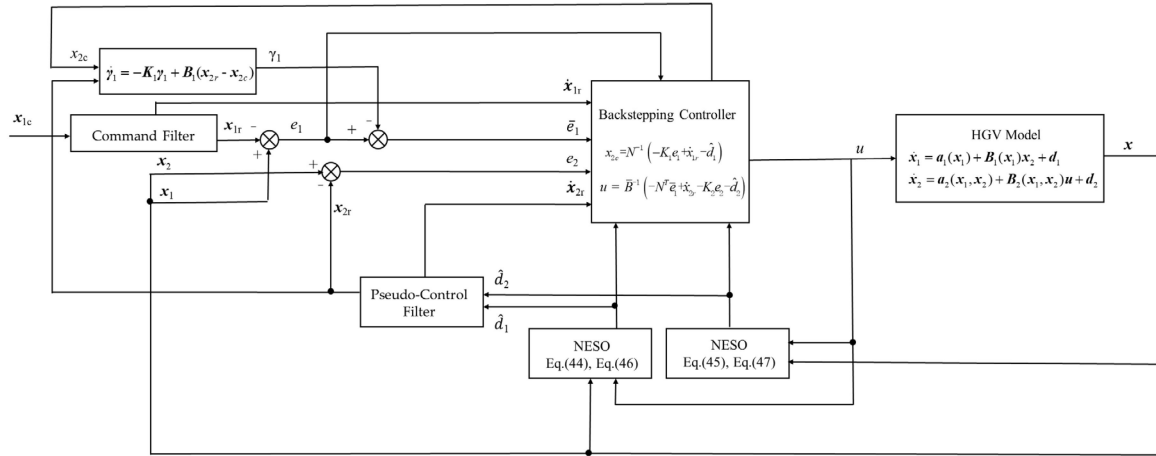 x₂c
γ̇₁ = −K₁γ₁ + B₁(x₂r - x₂c)
γ₁
ẋ₁r
x₁c
Command Filter
x₁r
−
e₁
+
−
ē₁
Backstepping Controller
x₂c=N⁻¹(−K₁e₁+ẋ₁r−d̂₁)
u = B̄⁻¹(−Nᵀē₁+ẋ₂r−K₂e₂−d̂₂)
u
HGV Model
ẋ₁ = a₁(x₁) + B₁(x₁)x₂ + d₁
ẋ₂ = a₂(x₁,x₂) + B₂(x₁,x₂)u + d₂
x
x₂
+
+
−
e₂
x₁
x₂r
ẋ₂r
Pseudo-Control
Filter
d̂₂
d̂₁
NESO
Eq.(44), Eq.(46)
NESO
Eq.(45), Eq.(47)